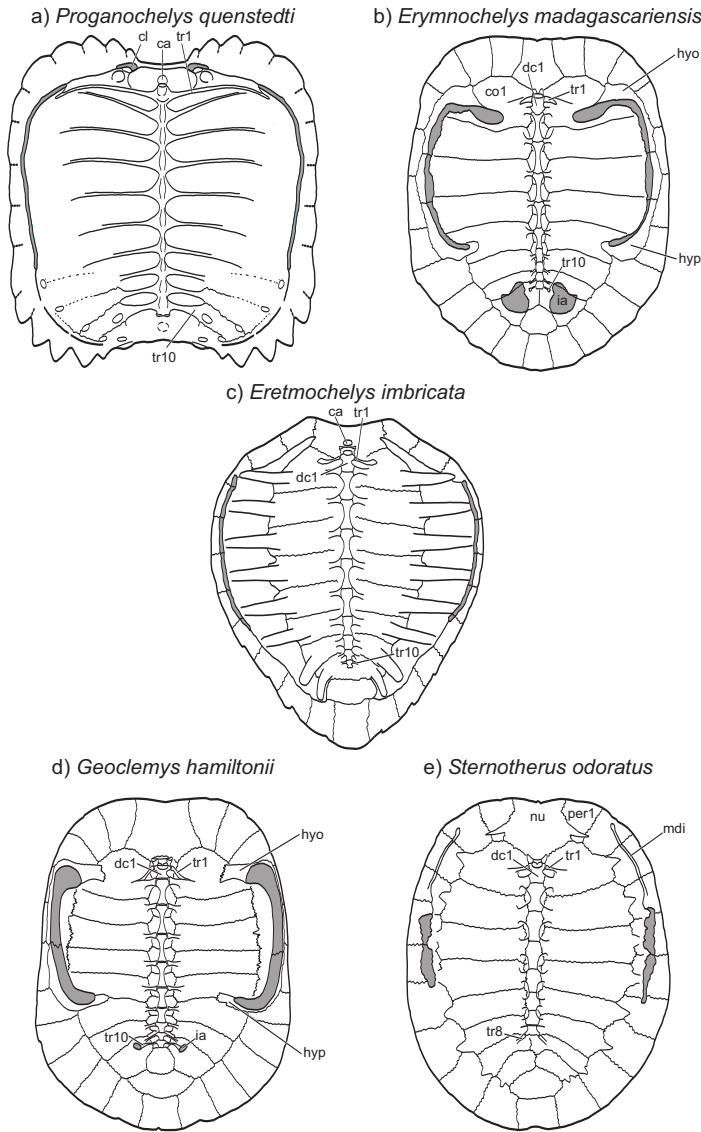 a) Proganochelys quenstedti
cl ca tr1
tr10
b) Erymnochelys madagascariensis
hyo
dc1
co1 tr1
hyp
tr10
ia
c) Eretmochelys imbricata
ca tr1
dc1
tr10
d) Geoclemys hamiltonii
hyo
dc1 tr1
tr10 ia
hyp
e) Sternotherus odoratus
nu per1
mdi
dc1 tr1
tr8